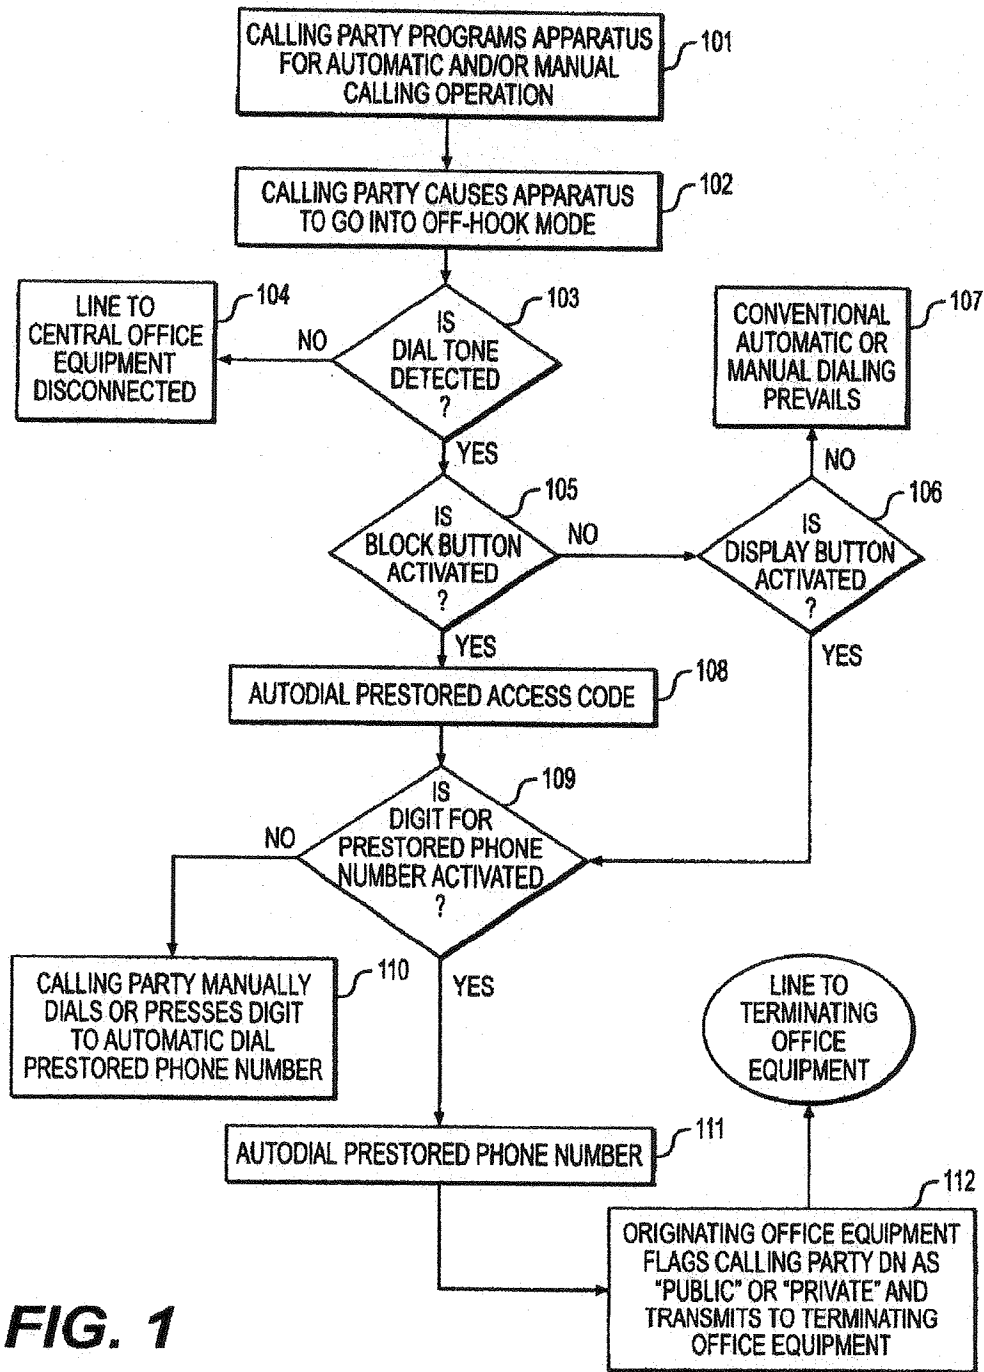 CALLING PARTY PROGRAMS APPARATUS
FOR AUTOMATIC AND/OR MANUAL
CALLING OPERATION
101
CALLING PARTY CAUSES APPARATUS
TO GO INTO OFF-HOOK MODE
102
LINE TO
CENTRAL OFFICE
EQUIPMENT
DISCONNECTED
104
NO
IS
DIAL TONE
DETECTED
?
103
YES
CONVENTIONAL
AUTOMATIC OR
MANUAL DIALING
PREVAILS
107
NO
IS
BLOCK BUTTON
ACTIVATED
?
105
NO
YES
IS
DISPLAY BUTTON
ACTIVATED
?
106
YES
AUTODIAL PRESTORED ACCESS CODE
108
IS
DIGIT FOR
PRESTORED PHONE
NUMBER ACTIVATED
?
109
NO
YES
CALLING PARTY MANUALLY
DIALS OR PRESSES DIGIT
TO AUTOMATIC DIAL
PRESTORED PHONE NUMBER
110
LINE TO
TERMINATING
OFFICE
EQUIPMENT
AUTODIAL PRESTORED PHONE NUMBER
111
ORIGINATING OFFICE EQUIPMENT
FLAGS CALLING PARTY DN AS
"PUBLIC" OR "PRIVATE" AND
TRANSMITS TO TERMINATING
OFFICE EQUIPMENT
112
FIG. 1